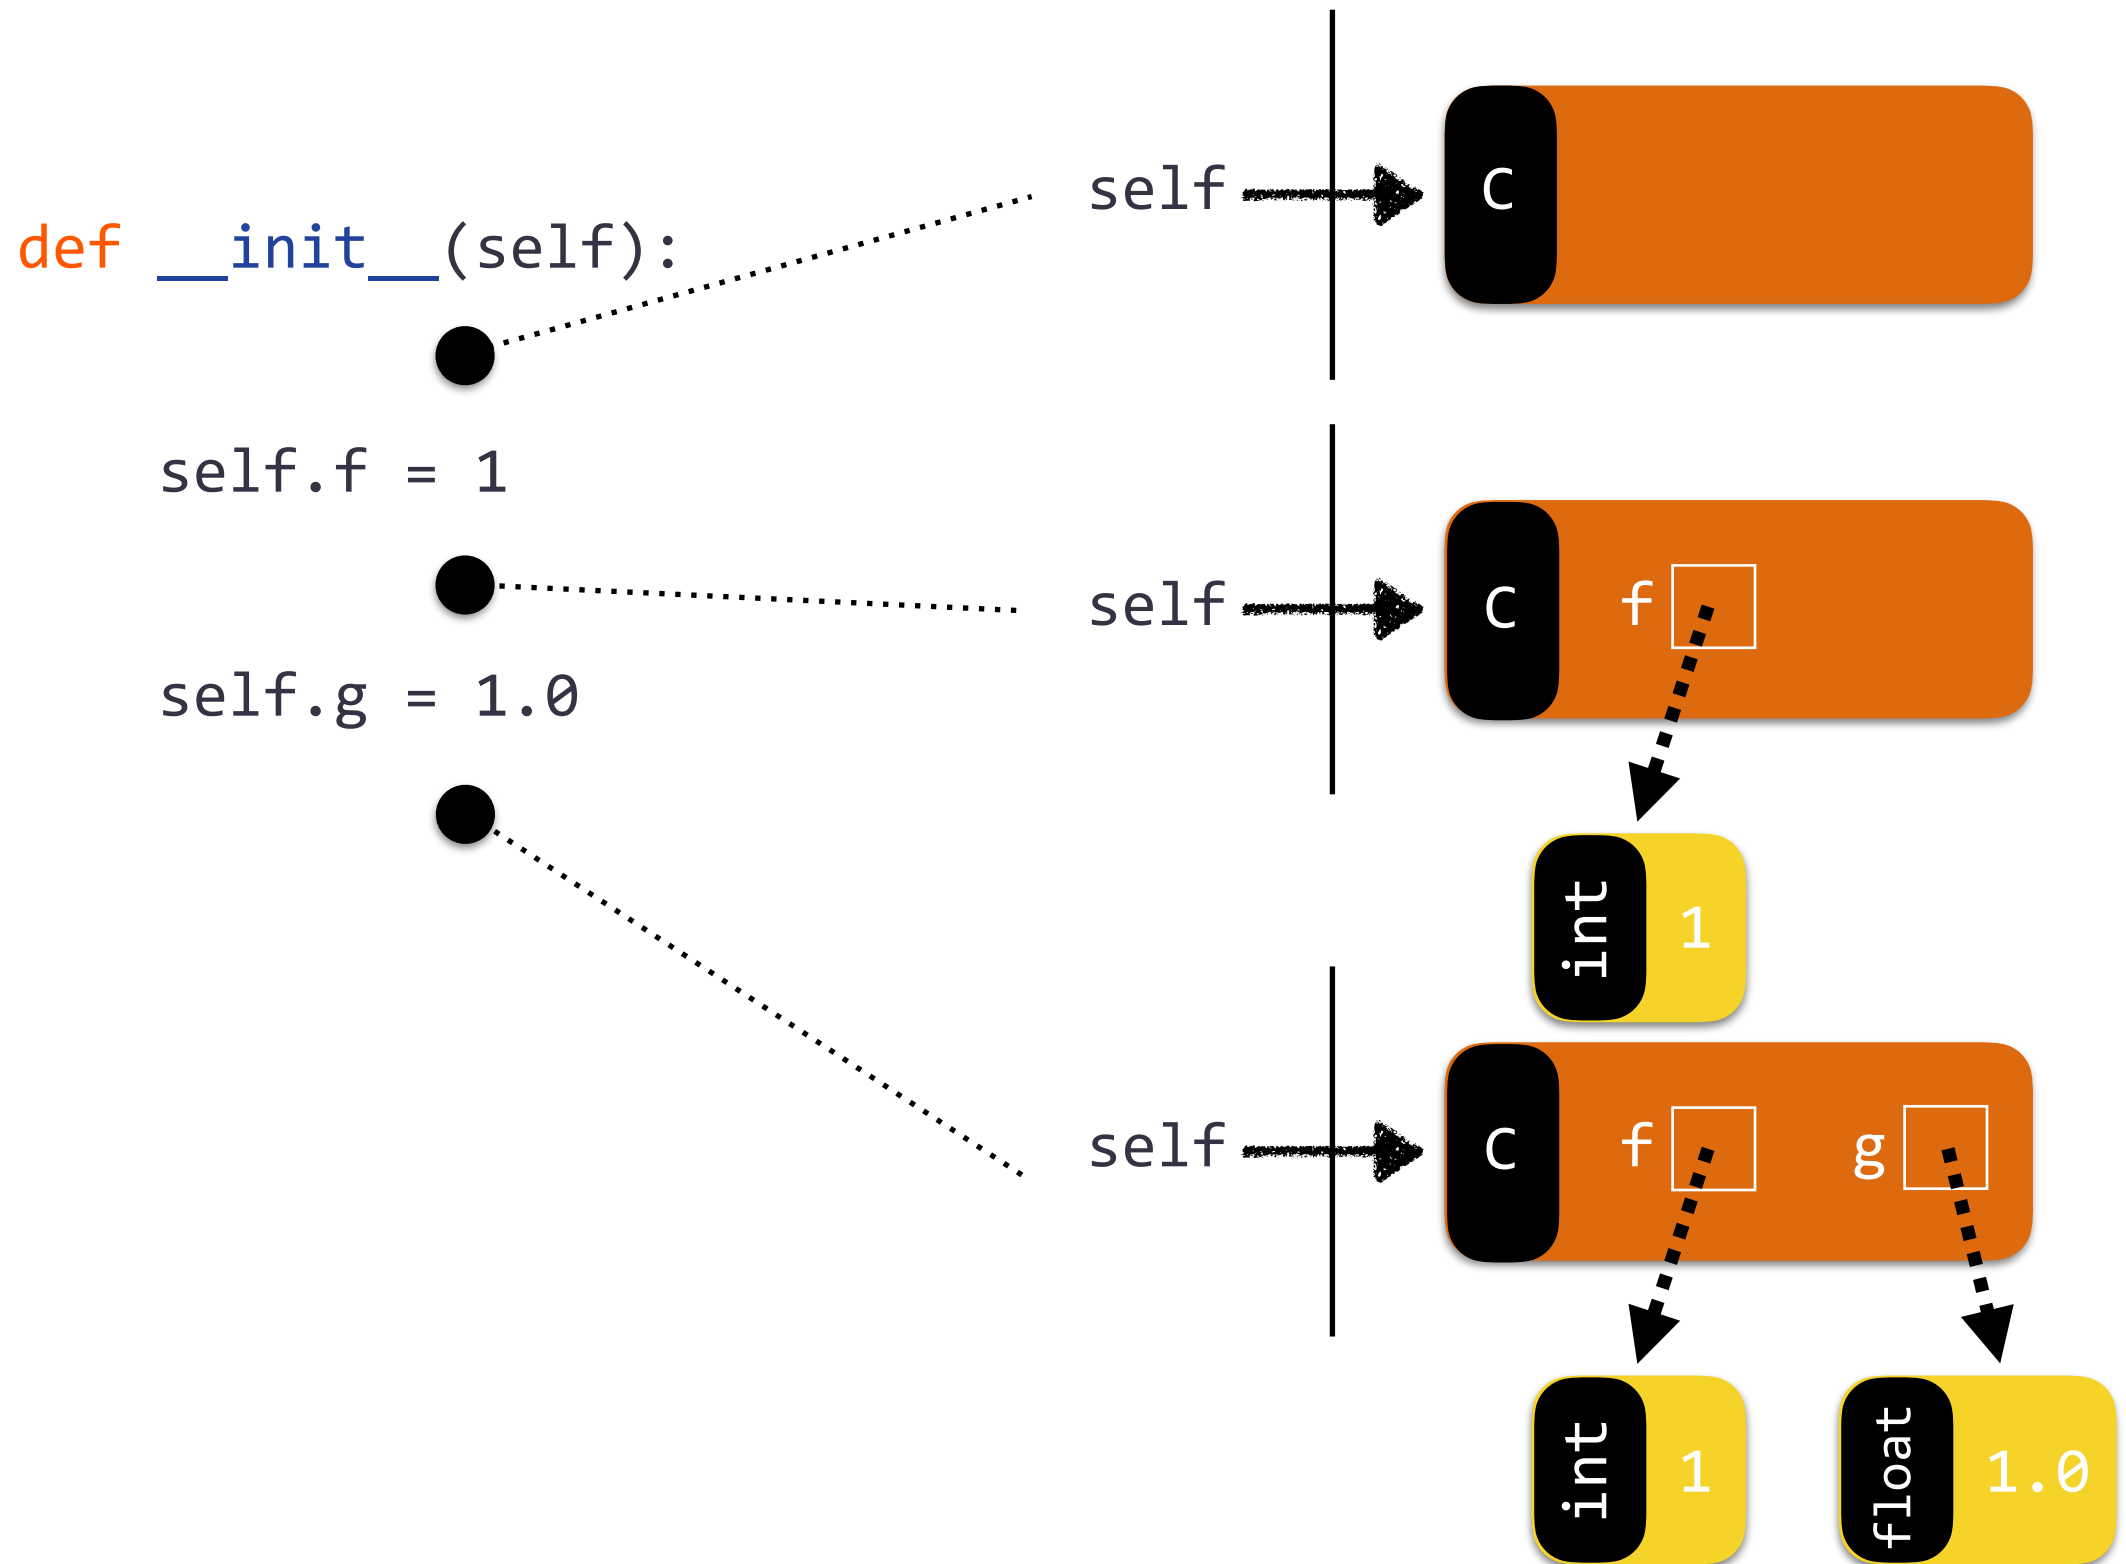 def __init__(self):
self.f = 1
self.g = 1.0
self
C
self
C
f
int
1
self
C
f
g
int
1
float
1.0